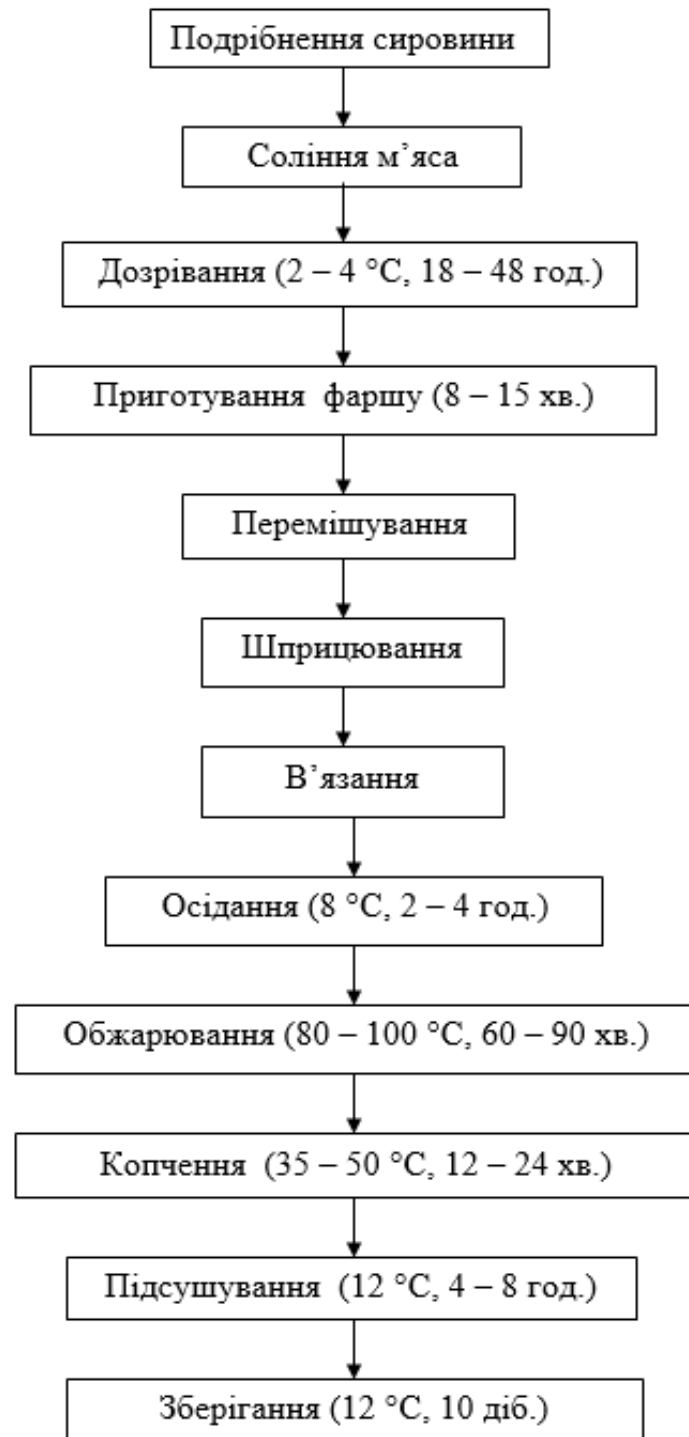 Подрібнення сировини
Соління м’яса
Дозрівання (2 – 4 °С, 18 – 48 год.)
Приготування фаршу (8 – 15 хв.)
Перемішування
Шприцювання
В’язання
Осідання (8 °С, 2 – 4 год.)
Обжарювання (80 – 100 °С, 60 – 90 хв.)
Копчення (35 – 50 °С, 12 – 24 хв.)
Підсушування (12 °С, 4 – 8 год.)
Зберігання (12 °С, 10 діб.)